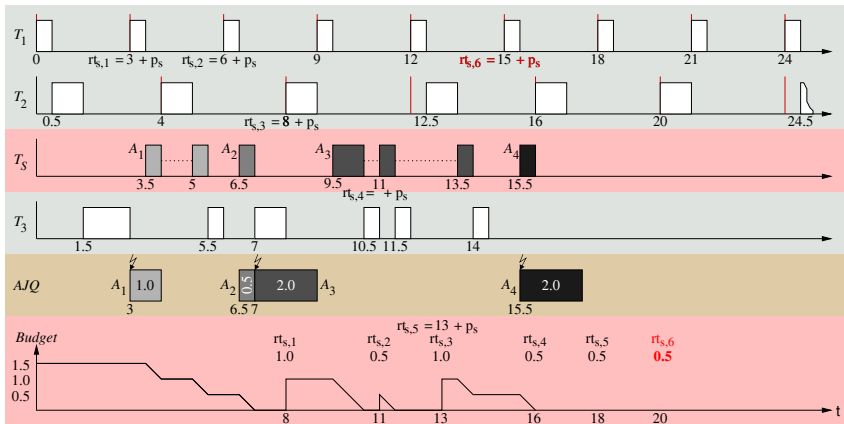 T1
0 3 6 9 12 15 18 21 24
rts,1 = 3 + ps rts,2 = 6 + ps rts,6 = 15 + ps
T2
0.5 4 12.5 16 20 24.5
rts,3 = 8 + ps
TS A1 A2 A3 A4
3.5 5 6.5 9.5 11 13.5 15.5
rts,4 = + ps
T3
1.5 5.5 7 10.5 11.5 14
AJQ A1 1.0 A2 0.5 2.0 A3 A4 2.0
3 6.5 7 15.5
rts,5 = 13 + ps
Budget rts,1 rts,2 rts,3 rts,4 rts,5 rts,6
1.0 0.5 1.0 0.5 0.5 0.5
1.5
1.0
0.5
t
8 11 13 16 18 20